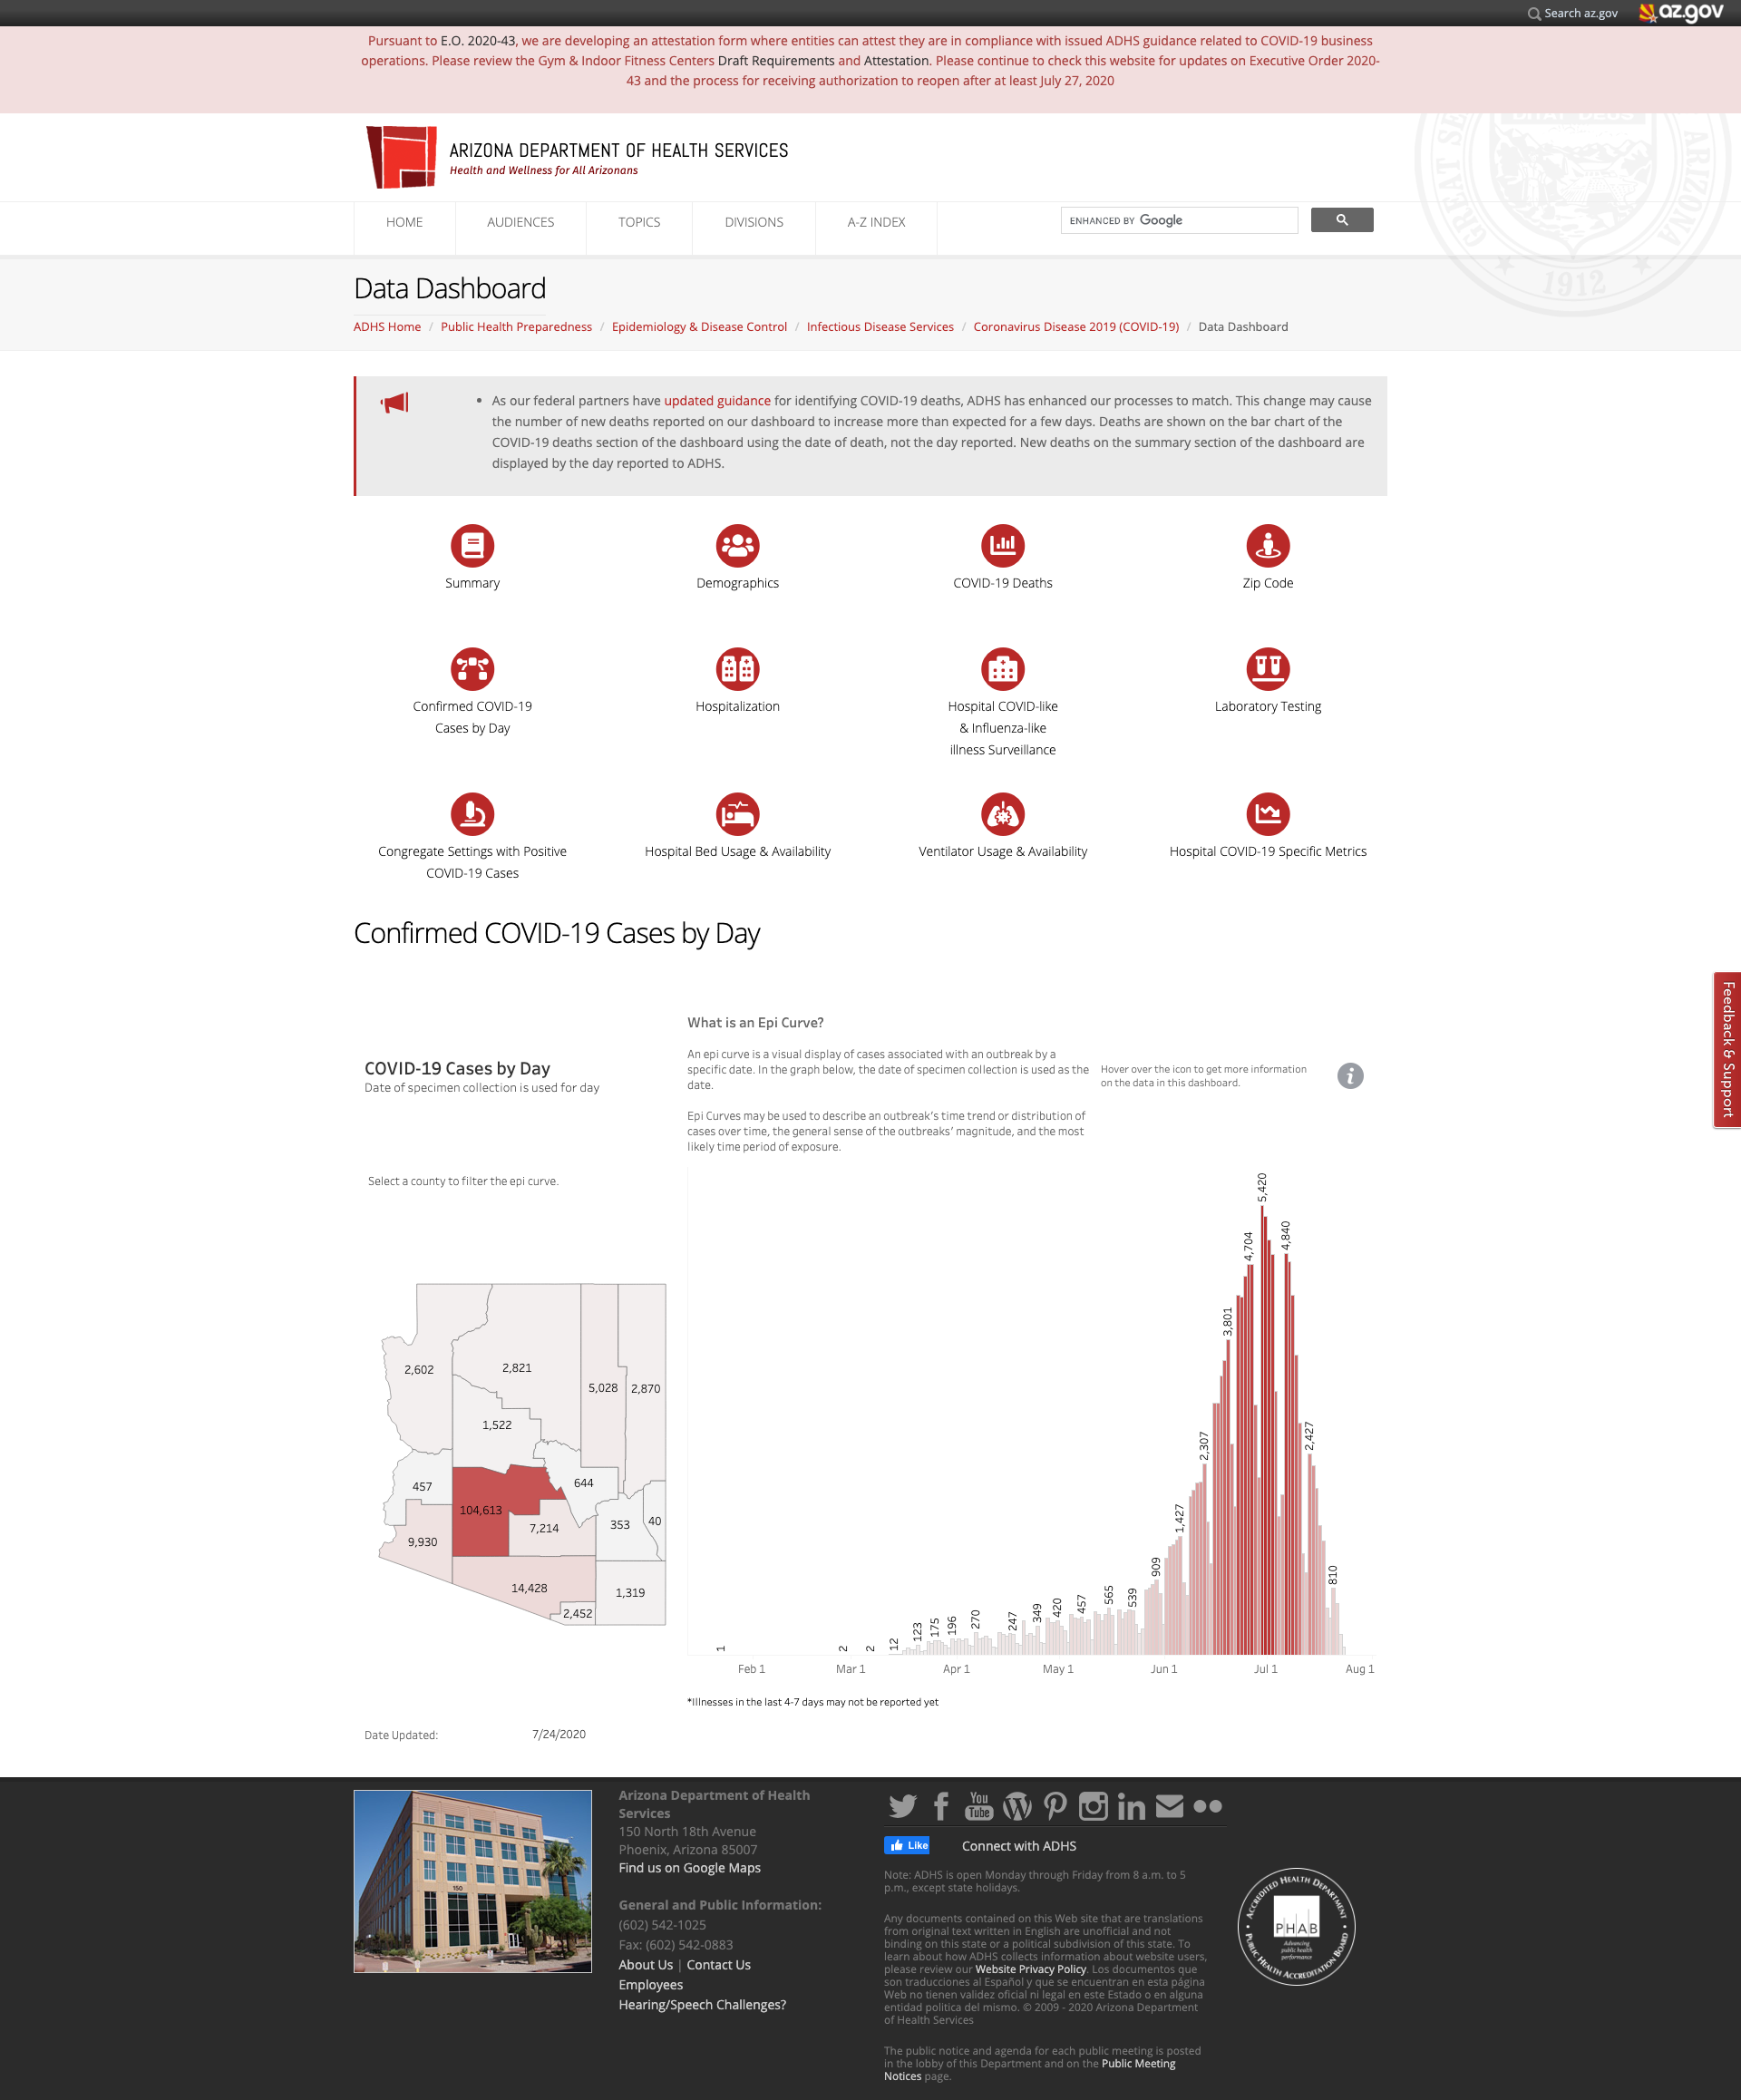 Search az.gov
az.gov
Pursuant to E.O. 2020-43, we are developing an attestation form where entities can attest they are in compliance with issued ADHS guidance related to COVID-19 business
operations. Please review the Gym & Indoor Fitness Centers Draft Requirements and Attestation. Please continue to check this website for updates on Executive Order 2020-
43 and the process for receiving authorization to reopen after at least July 27, 2020
ARIZONA DEPARTMENT OF HEALTH SERVICES
Health and Wellness for All Arizonans
DITAT DEUS
GREAT SEAL
ARIZONA
1912
HOME
AUDIENCES
TOPICS
DIVISIONS
A-Z INDEX
ENHANCED BY Google
Data Dashboard
ADHS Home / Public Health Preparedness / Epidemiology & Disease Control / Infectious Disease Services / Coronavirus Disease 2019 (COVID-19) / Data Dashboard
• As our federal partners have updated guidance for identifying COVID-19 deaths, ADHS has enhanced our processes to match. This change may cause
the number of new deaths reported on our dashboard to increase more than expected for a few days. Deaths are shown on the bar chart of the
COVID-19 deaths section of the dashboard using the date of death, not the day reported. New deaths on the summary section of the dashboard are
displayed by the day reported to ADHS.
Summary
Demographics
COVID-19 Deaths
Zip Code
Confirmed COVID-19
Cases by Day
Hospitalization
Hospital COVID-like
& Influenza-like
illness Surveillance
Laboratory Testing
Congregate Settings with Positive
COVID-19 Cases
Hospital Bed Usage & Availability
Ventilator Usage & Availability
Hospital COVID-19 Specific Metrics
Confirmed COVID-19 Cases by Day
Feedback & Support
COVID-19 Cases by Day
Date of specimen collection is used for day
What is an Epi Curve?
An epi curve is a visual display of cases associated with an outbreak by a
specific date. In the graph below, the date of specimen collection is used as the
date.
Epi Curves may be used to describe an outbreak's time trend or distribution of
cases over time, the general sense of the outbreaks' magnitude, and the most
likely time period of exposure.
Hover over the icon to get more information
on the data in this dashboard.
i
Select a county to filter the epi curve.
2,602
2,821
5,028
2,870
1,522
457
644
104,613
7,214
353
40
9,930
14,428
1,319
2,452
1
2
2
12
123
175
196
270
247
349
420
457
565
539
909
1,427
2,307
3,801
4,704
5,420
4,840
2,427
810
Feb 1
Mar 1
Apr 1
May 1
Jun 1
Jul 1
Aug 1
*Illnesses in the last 4-7 days may not be reported yet
Date Updated:
7/24/2020
150
Arizona Department of Health
Services
150 North 18th Avenue
Phoenix, Arizona 85007
Find us on Google Maps
General and Public Information:
(602) 542-1025
Fax: (602) 542-0883
About Us | Contact Us
Employees
Hearing/Speech Challenges?
You
Tube
in
Like
Connect with ADHS
Note: ADHS is open Monday through Friday from 8 a.m. to 5
p.m., except state holidays.
Any documents contained on this Web site that are translations
from original text written in English are unofficial and not
binding on this state or a political subdivision of this state. To
learn about how ADHS collects information about website users,
please review our Website Privacy Policy. Los documentos que
son traducciones al Español y que se encuentran en esta página
Web no tienen validez oficial ni legal en este Estado o en alguna
entidad politica del mismo. © 2009 - 2020 Arizona Department
of Health Services
The public notice and agenda for each public meeting is posted
in the lobby of this Department and on the Public Meeting
Notices page.
ACCREDITED HEALTH DEPARTMENT
PHAB
Advancing
public health
performance
PUBLIC HEALTH ACCREDITATION BOARD